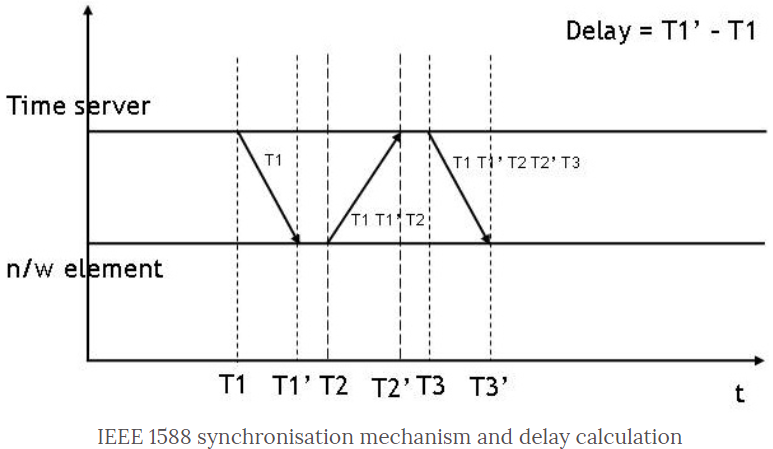 Delay = T1’ - T1
Time server
T1
T1 T1’ T2 T2’ T3
T1 T1’ T2
n/w element
T1 T1’ T2 T2’ T3 T3’
t
IEEE 1588 synchronisation mechanism and delay calculation